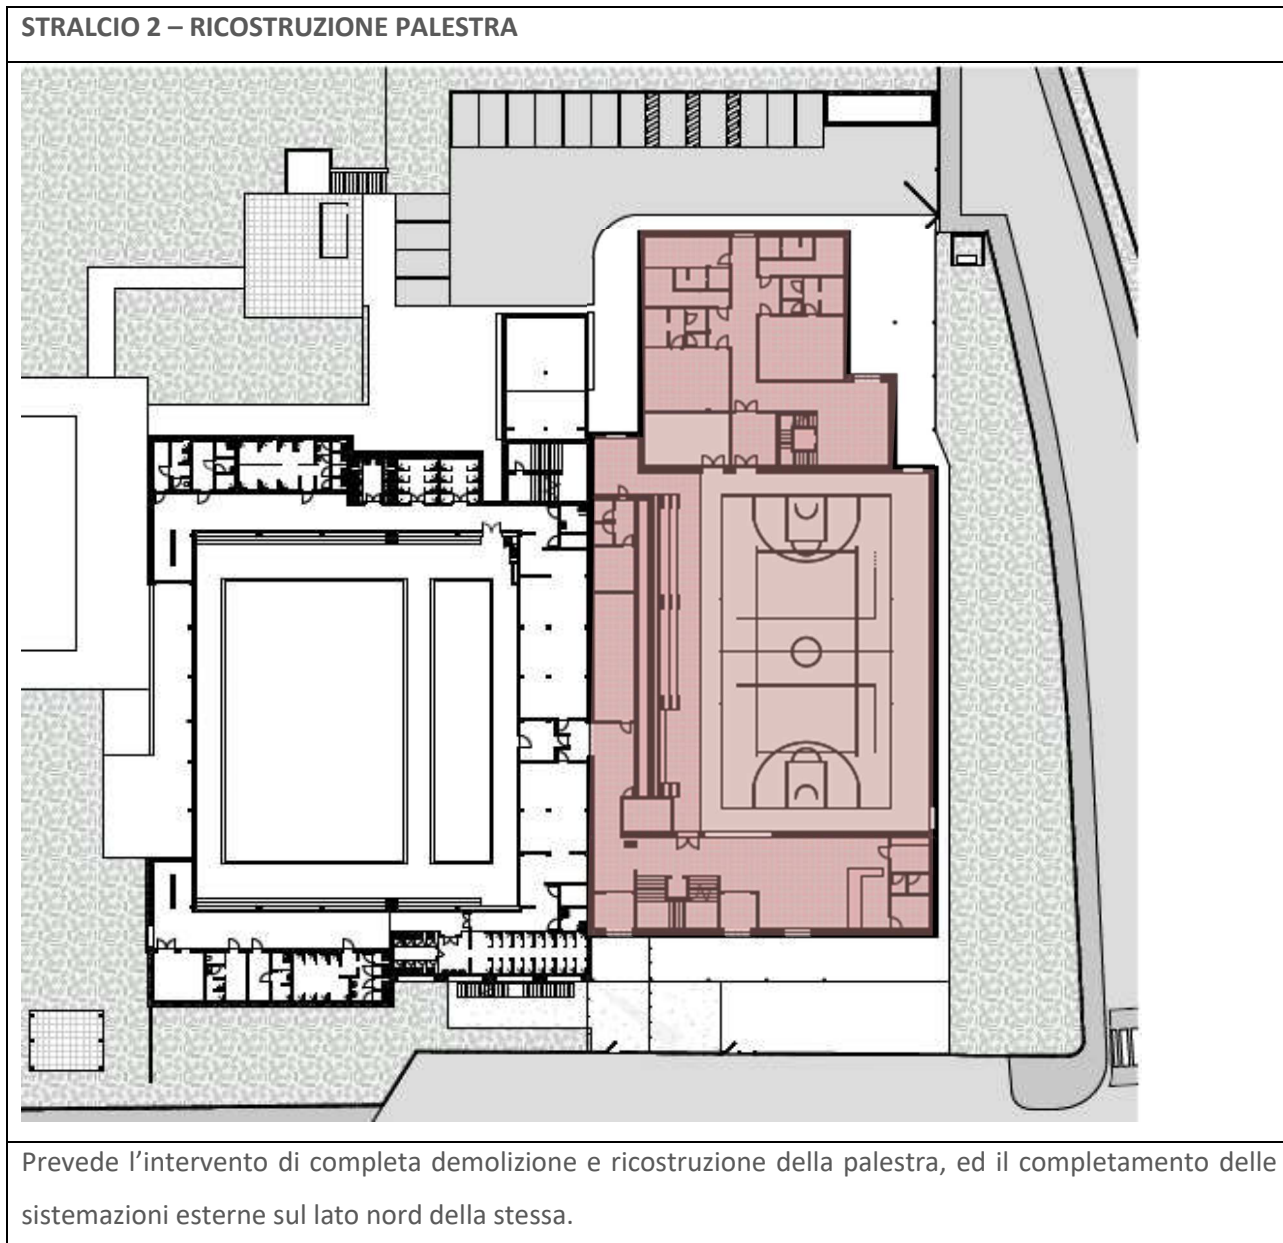 STRALCIO 2 – RICOSTRUZIONE PALESTRA
Prevede l’intervento di completa demolizione e ricostruzione della palestra, ed il completamento delle
sistemazioni esterne sul lato nord della stessa.